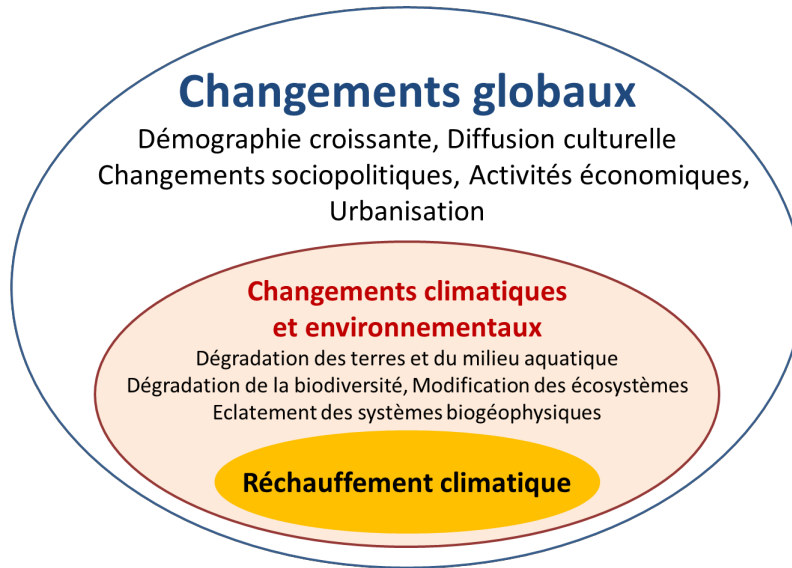 Changements globaux
Démographie croissante, Diffusion culturelle
Changements sociopolitiques, Activités économiques,
Urbanisation
Changements climatiques
et environnementaux
Dégradation des terres et du milieu aquatique
Dégradation de la biodiversité, Modification des écosystèmes
Eclatement des systèmes biogéophysiques
Réchauffement climatique